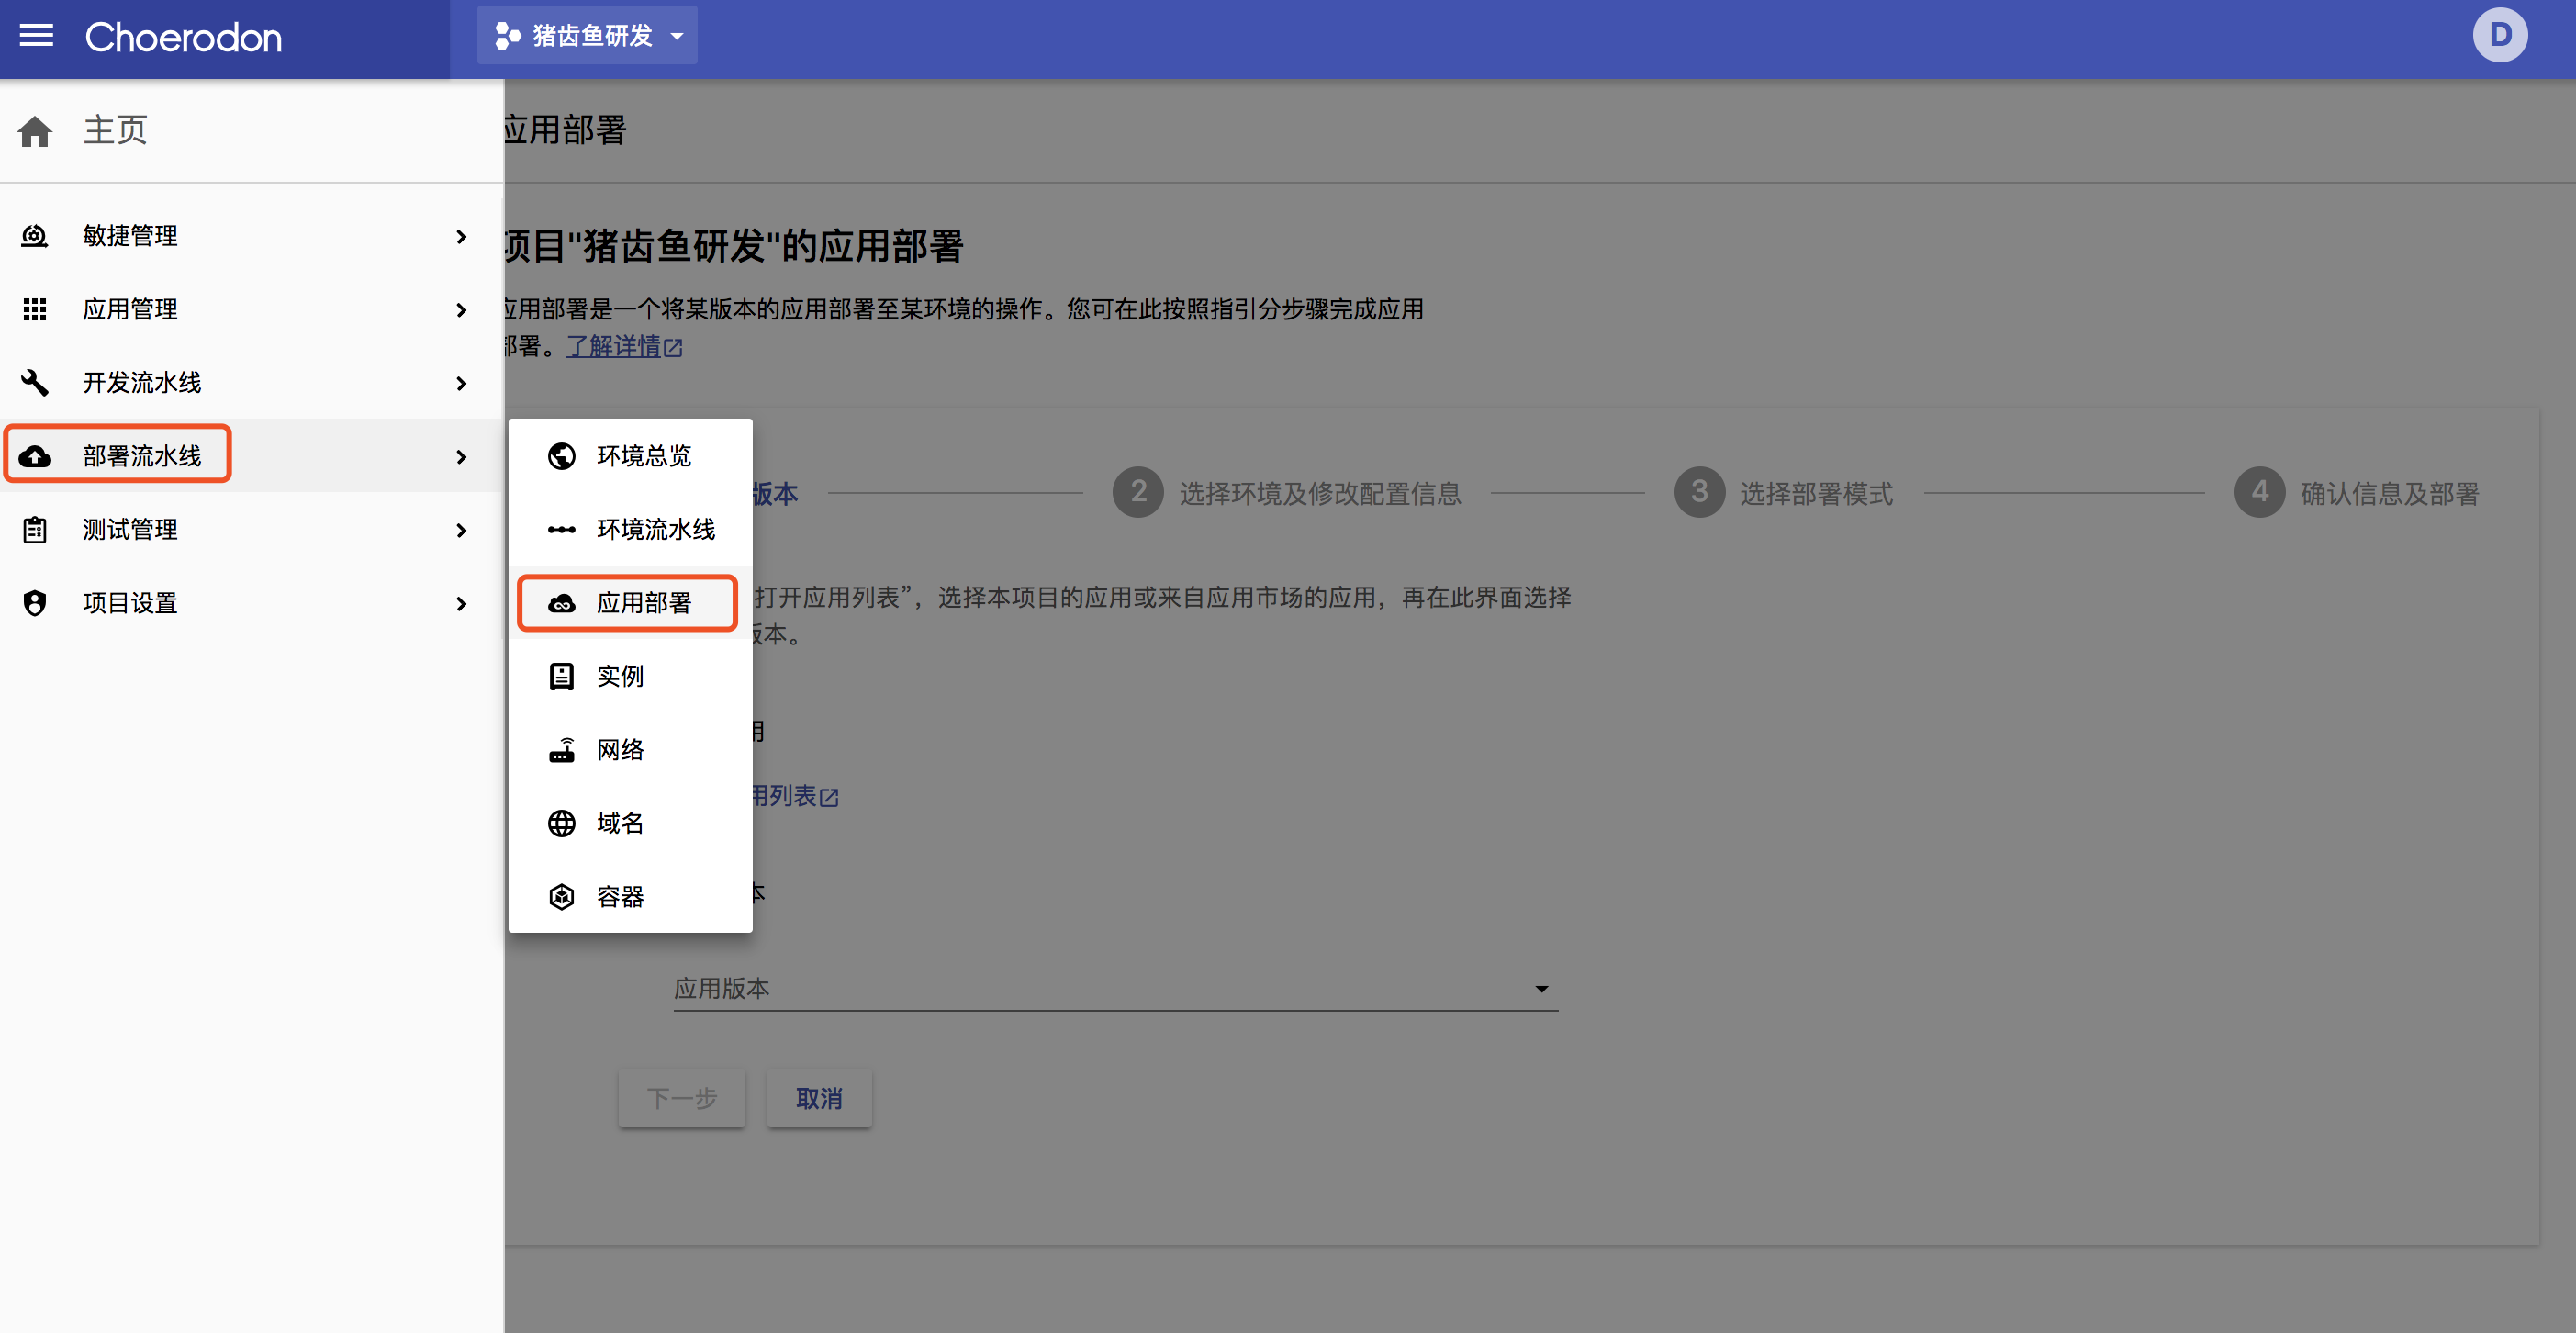 Choerodon
猪齿鱼研发
D
主页
应用部署
敏捷管理
应用管理
开发流水线
部署流水线
测试管理
项目设置
项目"猪齿鱼研发"的应用部署
应用部署是一个将某版本的应用部署至某环境的操作。您可在此按照指引分步骤完成应用
部署。了解详情
环境总览
环境流水线
应用部署
实例
网络
域名
容器
版本
2 选择环境及修改配置信息
3 选择部署模式
4 确认信息及部署
打开应用列表”，选择本项目的应用或来自应用市场的应用，再在此界面选择
版本。
用
用列表
本
应用版本
下一步
取消